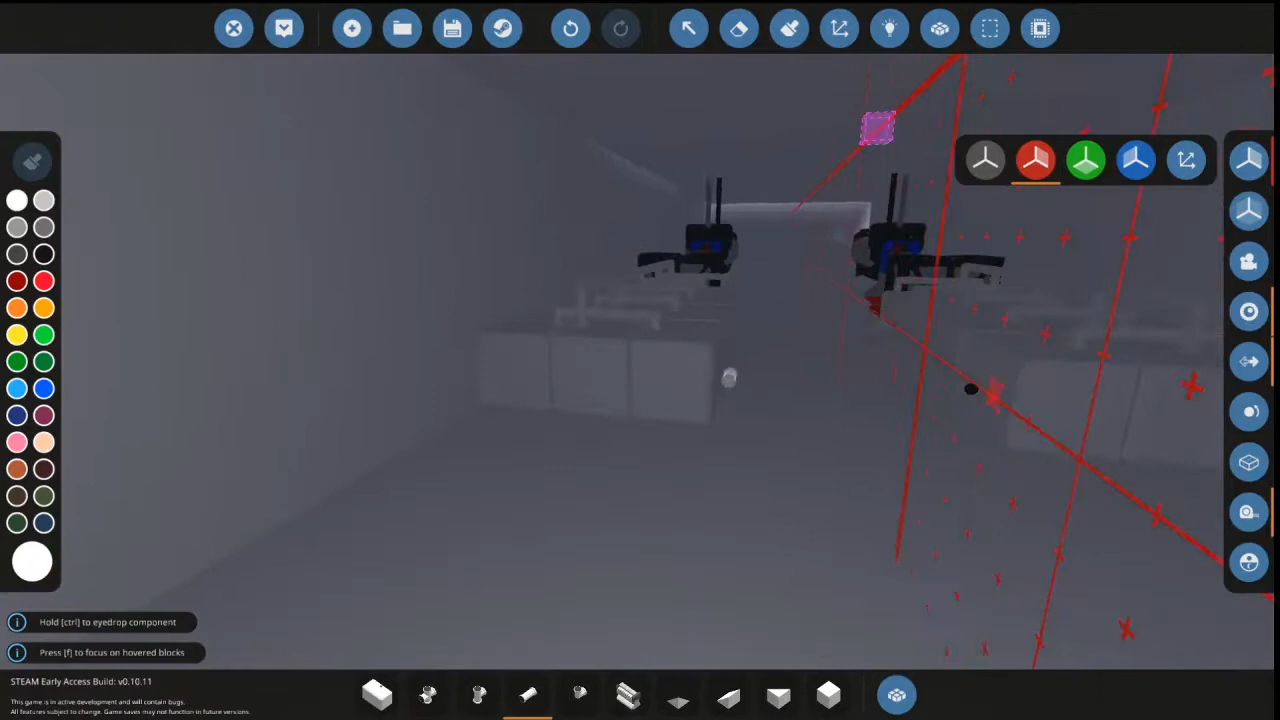 Hold [ctrl] to eyedrop component
Press [f] to focus on hovered blocks
STEAM Early Access Build: v0.10.11
This game is in active development and will contain bugs.
All features subject to change. Game saves may not function in future versions.